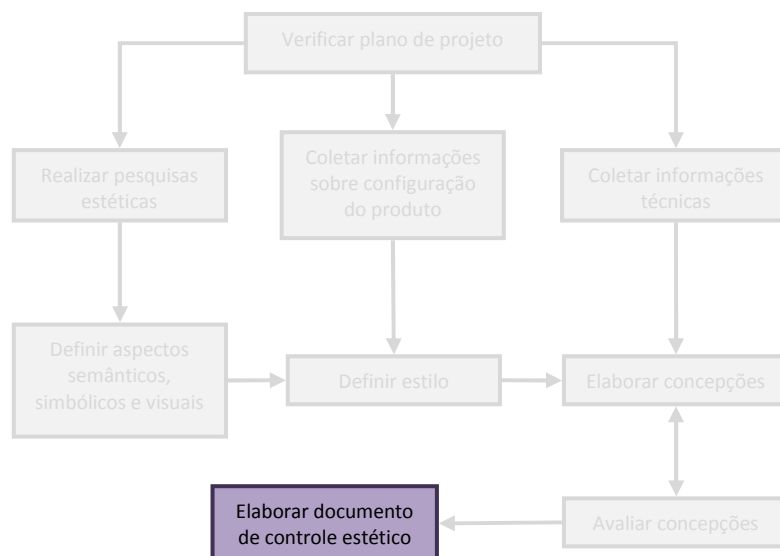 Verificar plano de projeto
Realizar pesquisas
estéticas
Coletar informações
sobre configuração
do produto
Coletar informações
técnicas
Definir aspectos
semânticos,
simbólicos e visuais
Definir estilo
Elaborar concepções
Elaborar documento
de controle estético
Avaliar concepções